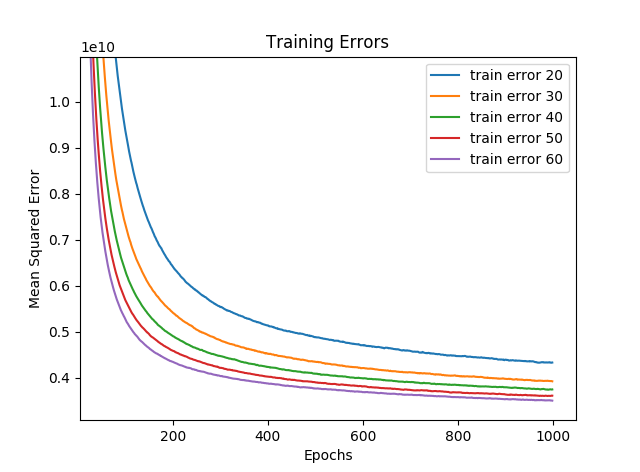 Training Errors
1e10
train error 20
train error 30
train error 40
train error 50
train error 60
1.0
0.9
0.8
0.7
0.6
0.5
0.4
Mean Squared Error
200
400
600
800
1000
Epochs